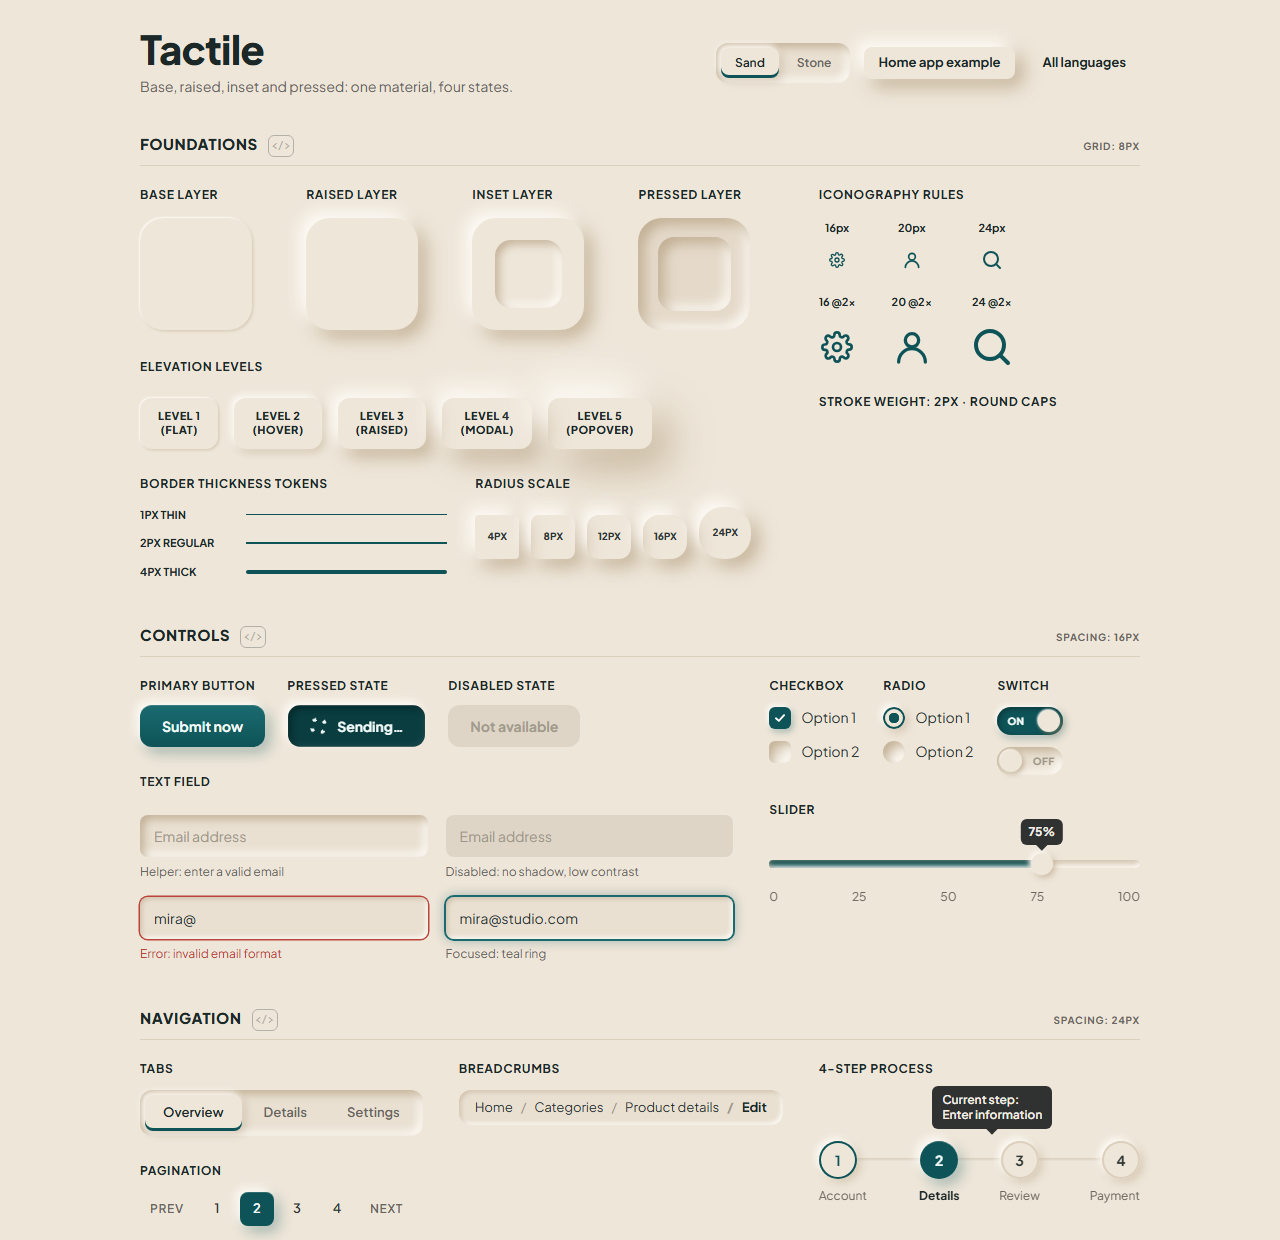 Tactile
Base, raised, inset and pressed: one material, four states.
Sand
Stone
Home app example
All languages
FOUNDATIONS
</>
GRID: 8PX
BASE LAYER
RAISED LAYER
INSET LAYER
PRESSED LAYER
ICONOGRAPHY RULES
16px
20px
24px
16 @2×
20 @2×
24 @2×
STROKE WEIGHT: 2PX · ROUND CAPS
ELEVATION LEVELS
LEVEL 1
(FLAT)
LEVEL 2
(HOVER)
LEVEL 3
(RAISED)
LEVEL 4
(MODAL)
LEVEL 5
(POPOVER)
BORDER THICKNESS TOKENS
1PX THIN
2PX REGULAR
4PX THICK
RADIUS SCALE
4PX
8PX
12PX
16PX
24PX
CONTROLS
</>
SPACING: 16PX
PRIMARY BUTTON
PRESSED STATE
DISABLED STATE
Submit now
Sending…
Not available
CHECKBOX
RADIO
SWITCH
Option 1
Option 1
ON
Option 2
Option 2
OFF
TEXT FIELD
Email address
Helper: enter a valid email
Email address
Disabled: no shadow, low contrast
mira@
Error: invalid email format
mira@studio.com
Focused: teal ring
SLIDER
75%
0
25
50
75
100
NAVIGATION
</>
SPACING: 24PX
TABS
Overview
Details
Settings
BREADCRUMBS
Home / Categories / Product details / Edit
4-STEP PROCESS
Current step:
Enter information
1
2
3
4
Account
Details
Review
Payment
PAGINATION
PREV
1
2
3
4
NEXT